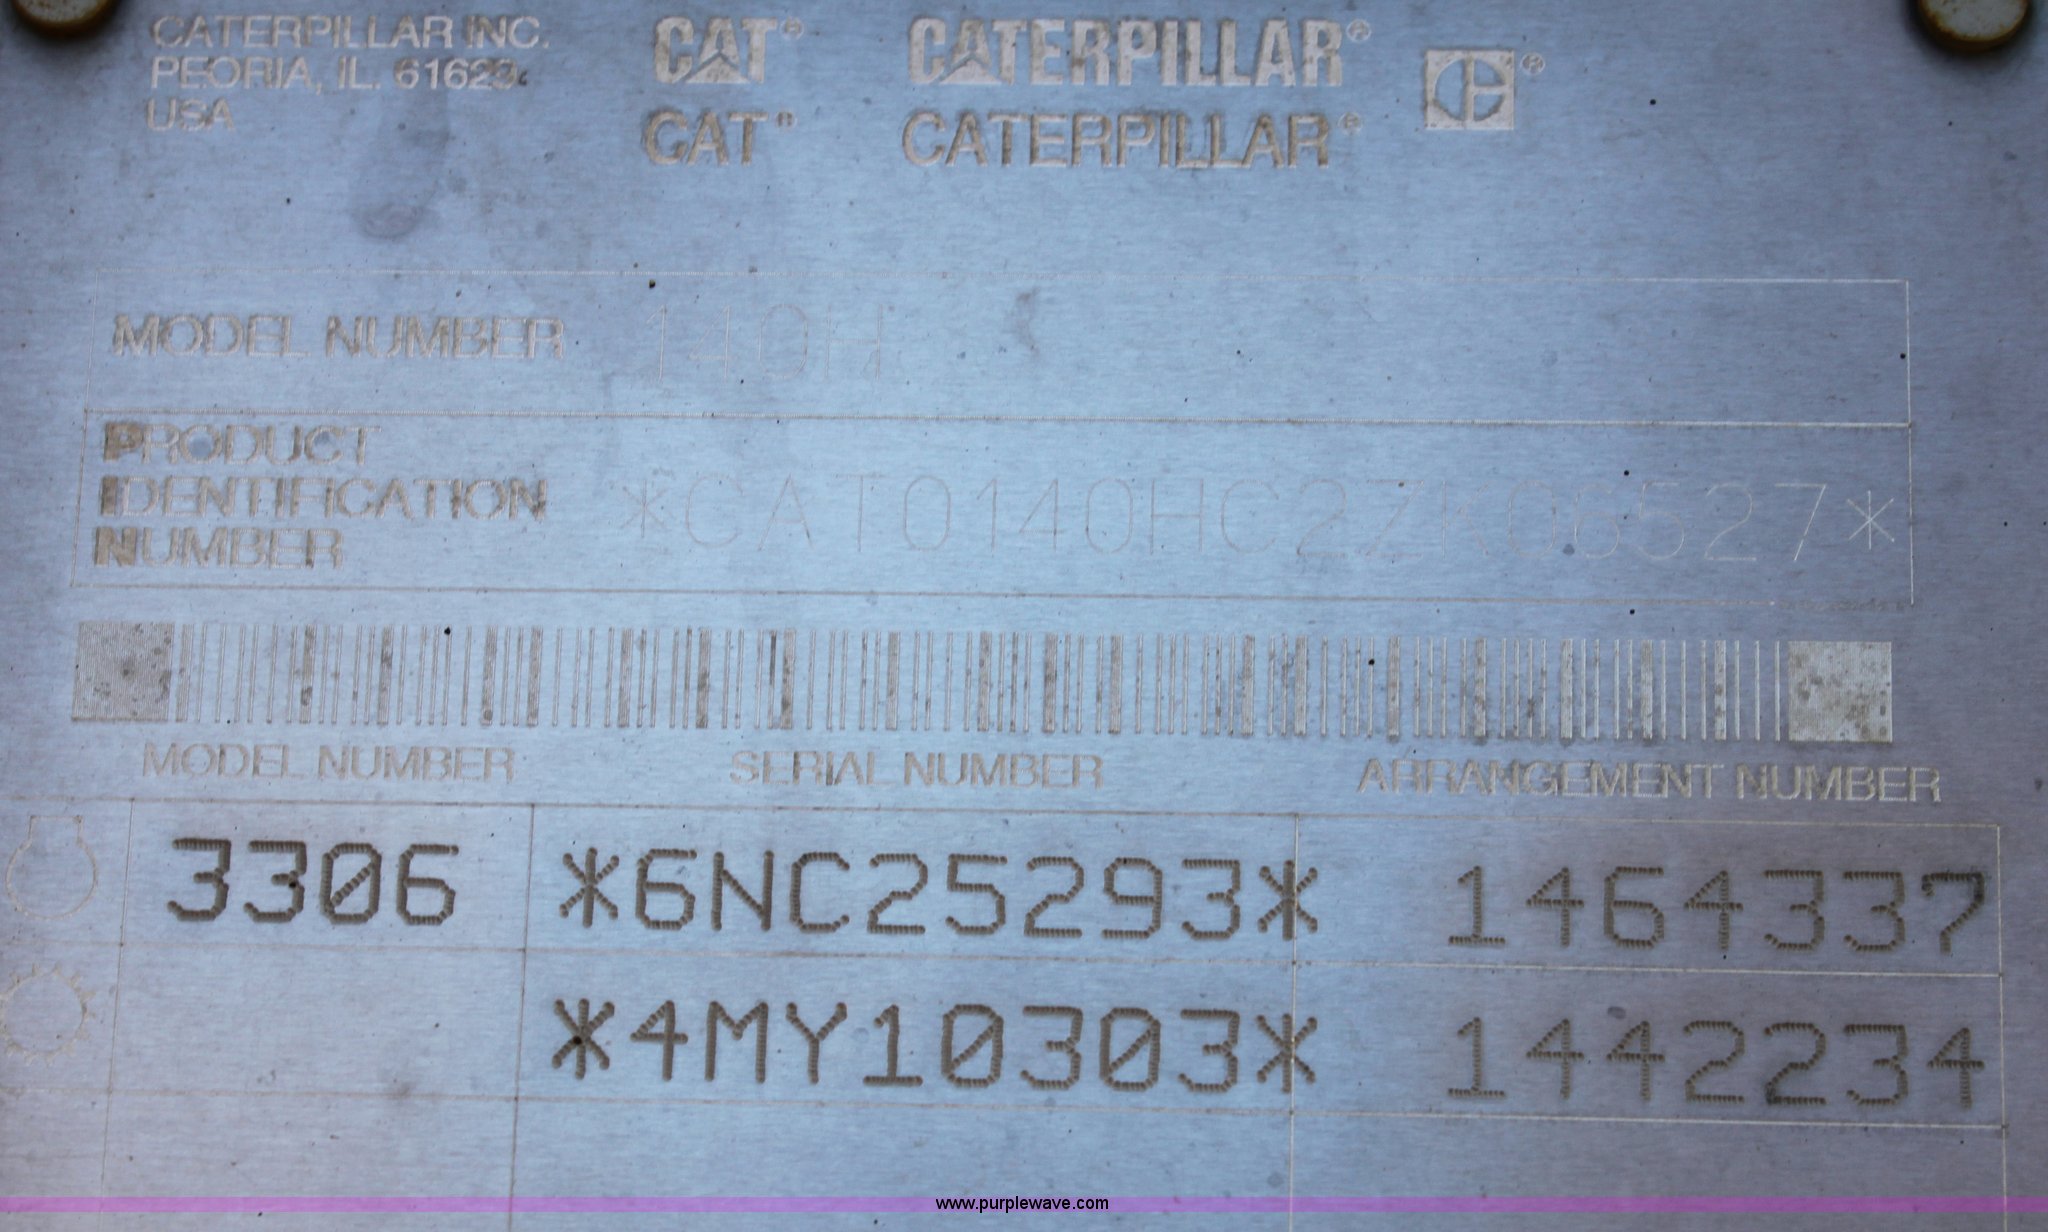 CATERPILLAR INC.
PEORIA, IL. 61629
USA
CAT® CATERPILLAR® ®
CAT® CATERPILLAR®
MODEL NUMBER 140H
PRODUCT
IDENTIFICATION
NUMBER
*CAT0140HC2ZK06527*
MODEL NUMBER SERIAL NUMBER ARRANGEMENT NUMBER
3306 *6NC25293* 1464337
*4MY10303* 1442234
www.purplewave.com